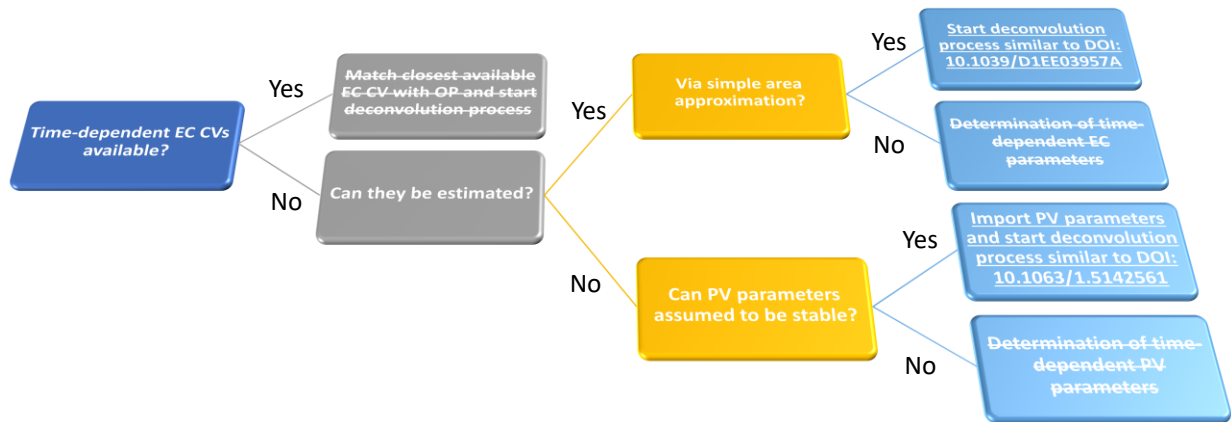 Time-dependent EC CVs
available?
Yes
Match closest available
EC CV with OP and start
deconvolution process
No
Can they be estimated?
Yes
Via simple area
approximation?
Yes
Start deconvolution
process similar to DOI:
10.1039/D1EE03957A
No
Determination of time-
dependent EC
parameters
No
Can PV parameters
assumed to be stable?
Yes
Import PV parameters
and start deconvolution
process similar to DOI:
10.1063/1.5142561
No
Determination of time-
dependent PV
parameters